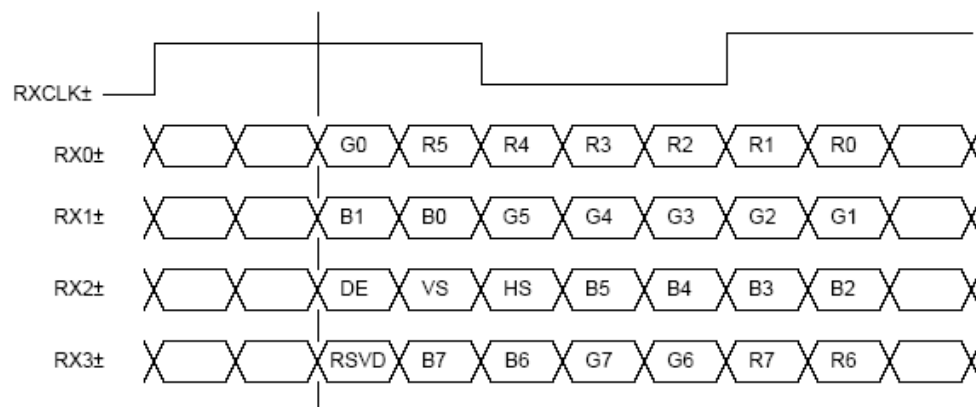 RXCLK±
RX0± G0 R5 R4 R3 R2 R1 R0
RX1± B1 B0 G5 G4 G3 G2 G1
RX2± DE VS HS B5 B4 B3 B2
RX3± RSVD B7 B6 G7 G6 R7 R6